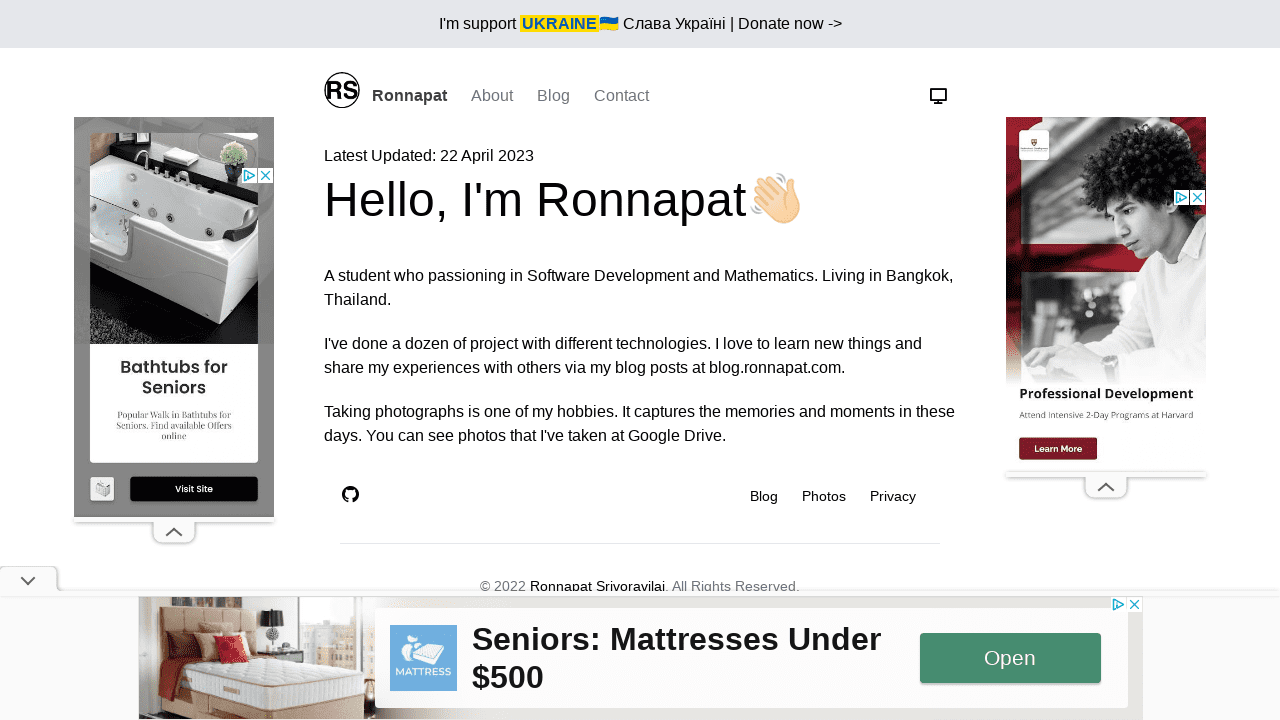 I'm support UKRAINE🇺🇦 Слава Україні | Donate now ->
RS Ronnapat About Blog Contact
Latest Updated: 22 April 2023
Hello, I'm Ronnapat👋🏻
A student who passioning in Software Development and Mathematics. Living in Bangkok,
Thailand.
I've done a dozen of project with different technologies. I love to learn new things and
share my experiences with others via my blog posts at blog.ronnapat.com.
Taking photographs is one of my hobbies. It captures the memories and moments in these
days. You can see photos that I've taken at Google Drive.
Blog Photos Privacy
© 2022 Ronnapat Srivoravilai. All Rights Reserved.
Bathtubs for
Seniors
Popular Walk in Bathtubs for
Seniors. Find available Offers
online
Visit Site
Professional Development
Attend Intensive 2-Day Programs at Harvard
Learn More
MATTRESS
Seniors: Mattresses Under
$500
Open